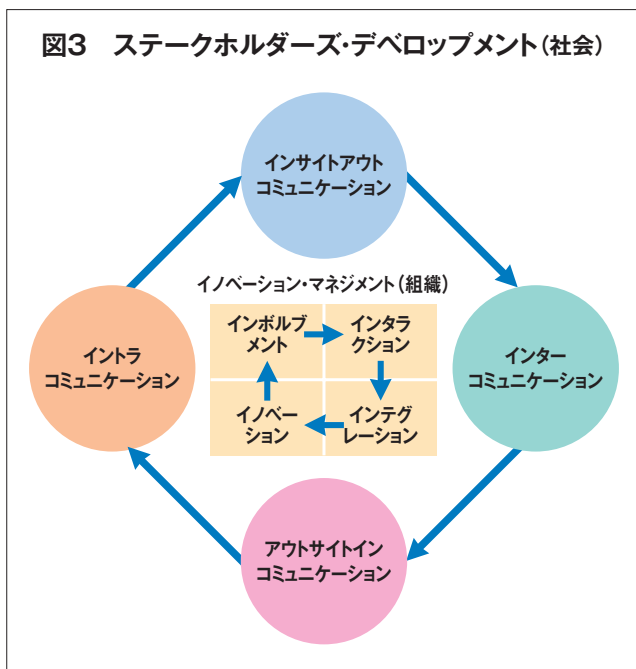 図3 ステークホルダーズ・デベロップメント(社会)
インサイトアウト
コミュニケーション
イントラ
コミュニケーション
イノベーション・マネジメント(組織)
インボルブ
メント
インタラ
クション
イノベー
ション
インテグ
レーション
インター
コミュニケーション
アウトサイトイン
コミュニケーション